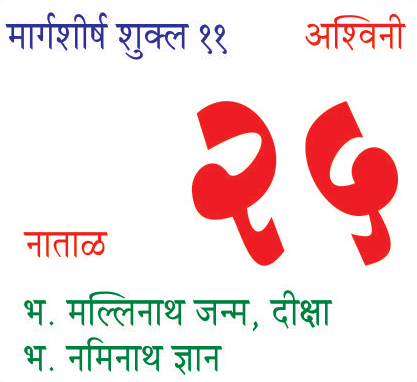 मार्गशीर्ष शुक्ल ११ अश्विनी
२५
नाताळ
भ. मल्लिनाथ जन्म, दीक्षा
भ. नमिनाथ ज्ञान